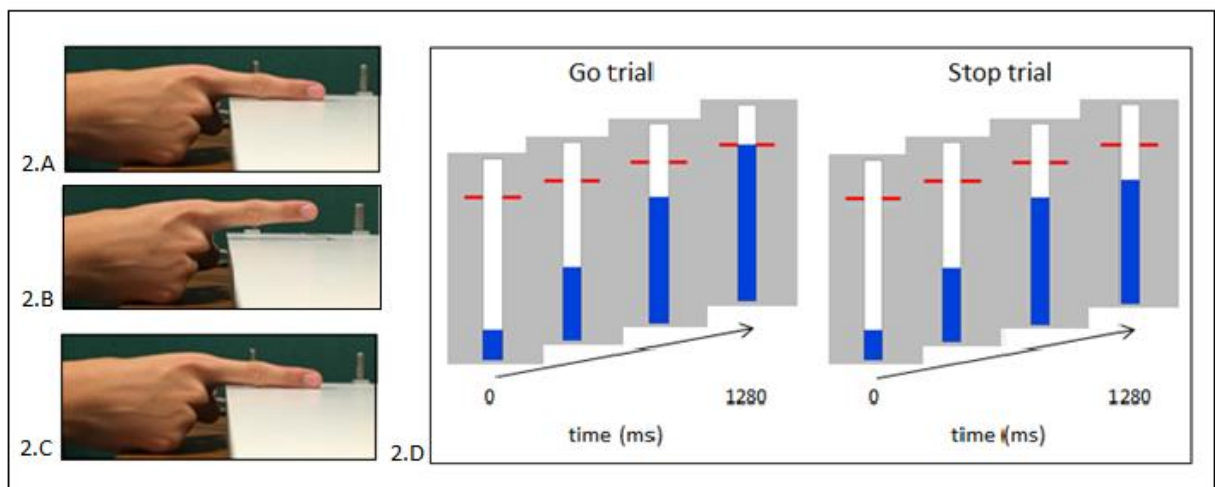 2.A
2.B
2.C
2.D
Go trial
0
1280
time (ms)
Stop trial
0
1280
time (ms)